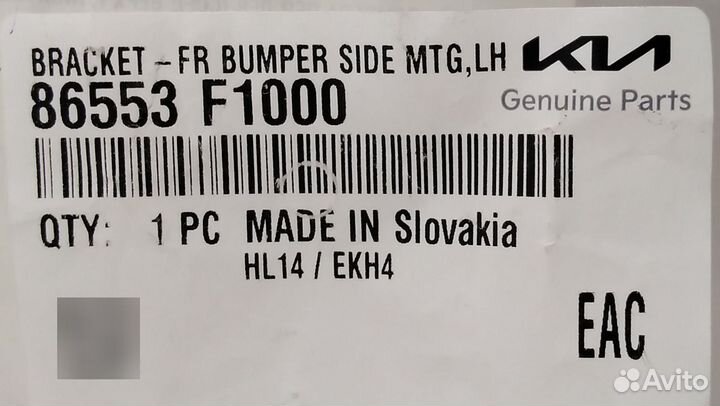 BRACKET-FR BUMPER SIDE MTG,LH KIA
86553 F1000 Genuine Parts
QTY: 1 PC MADE IN Slovakia
HL14 / EKH4
EAC
Avito